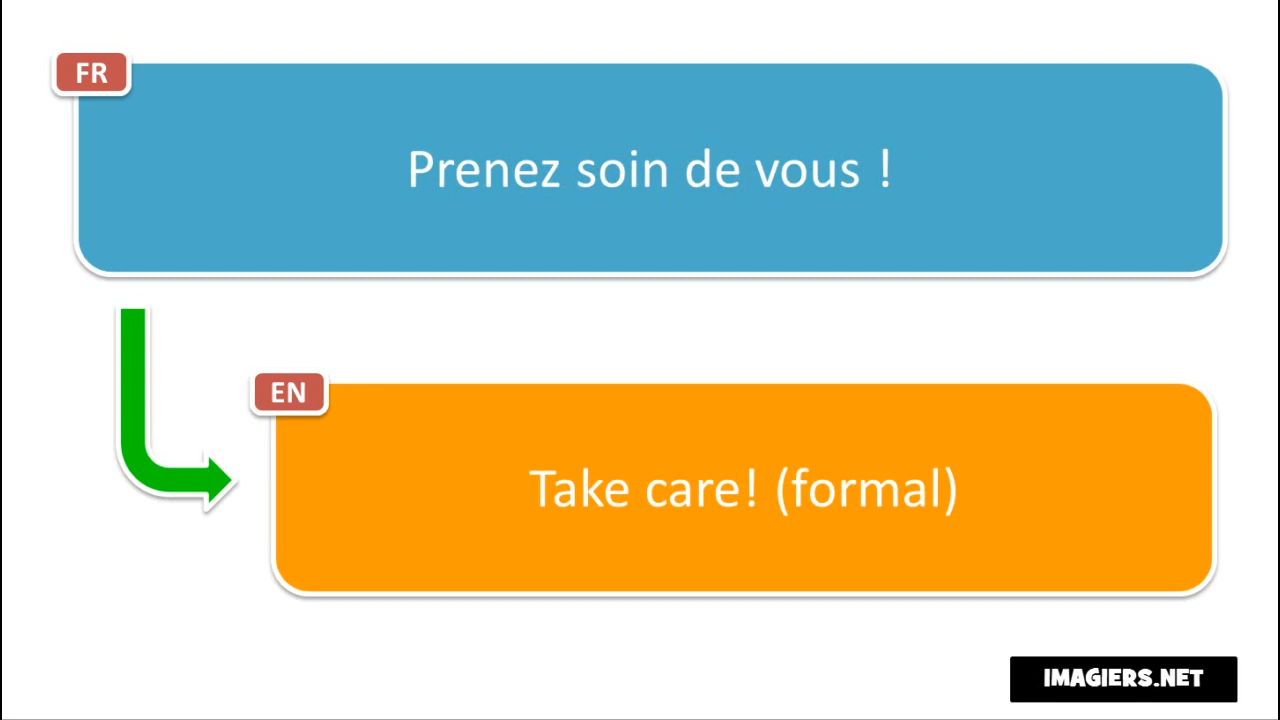 FR
Prenez soin de vous !
EN
Take care! (formal)
IMAGIERS.NET